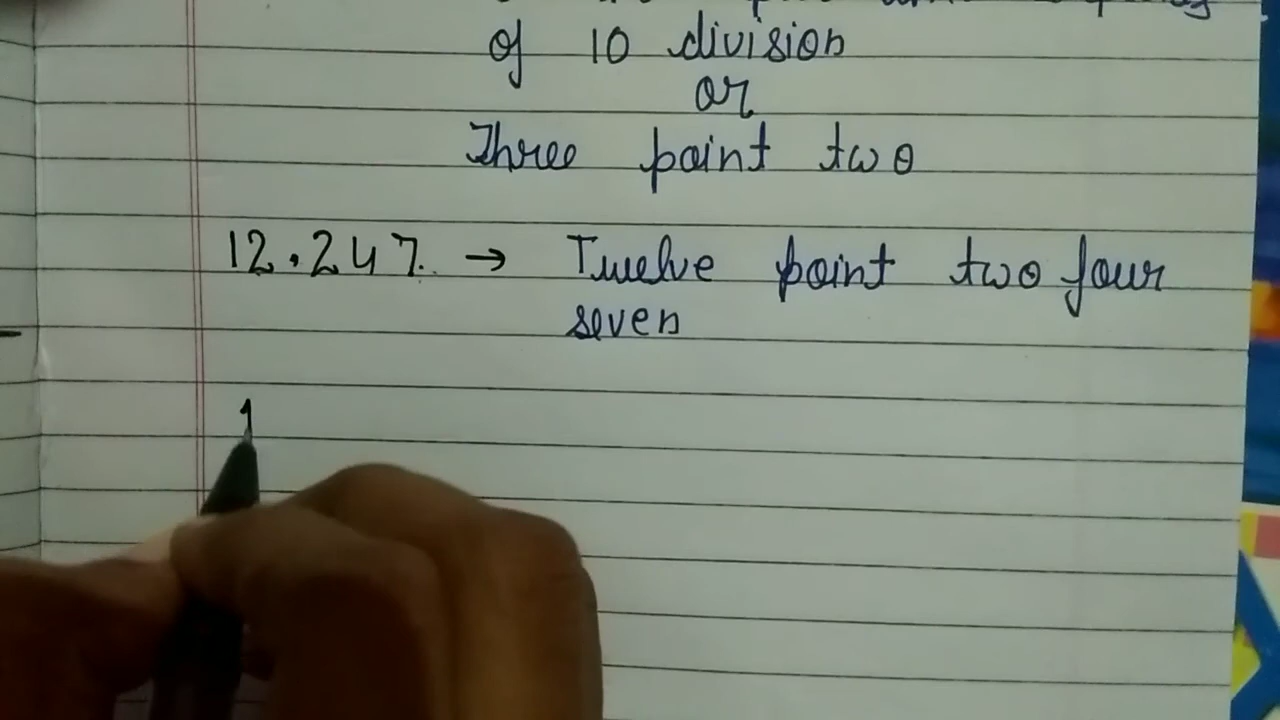 of 10 division
or
Three point two
12.247. → Twelve point two four
seven
1